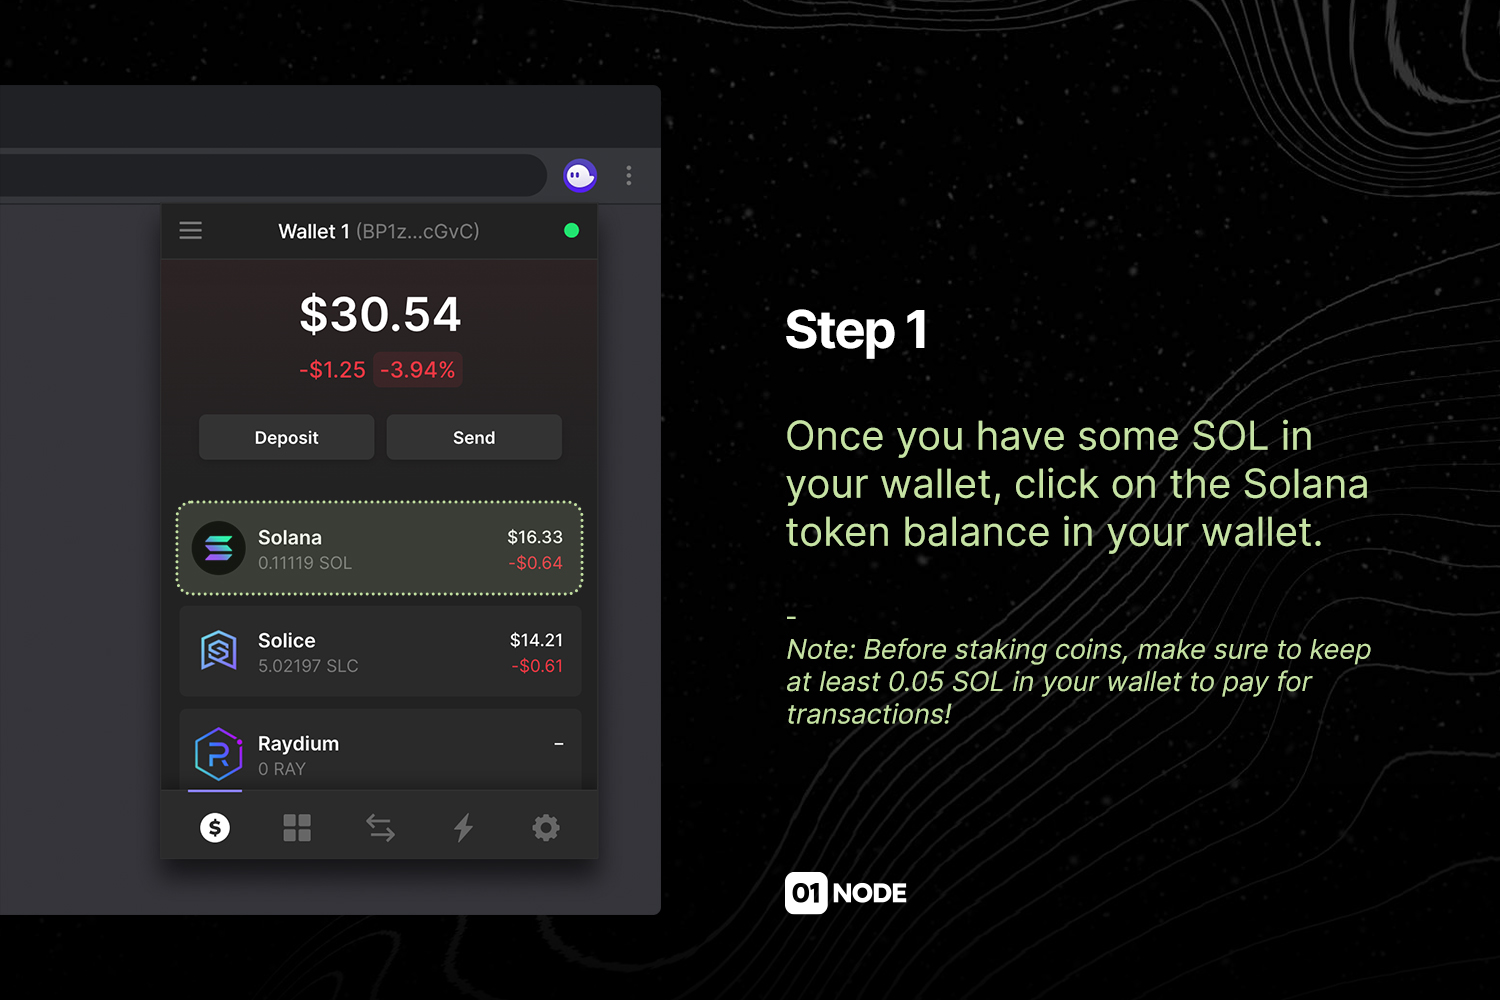 Wallet 1 (BP1z...cGvC)
$30.54
-$1.25 -3.94%
Deposit Send
Solana $16.33
0.11119 SOL -$0.64
Solice $14.21
5.02197 SLC -$0.61
Raydium –
0 RAY
Step 1
Once you have some SOL in
your wallet, click on the Solana
token balance in your wallet.
-
Note: Before staking coins, make sure to keep
at least 0.05 SOL in your wallet to pay for
transactions!
01 NODE